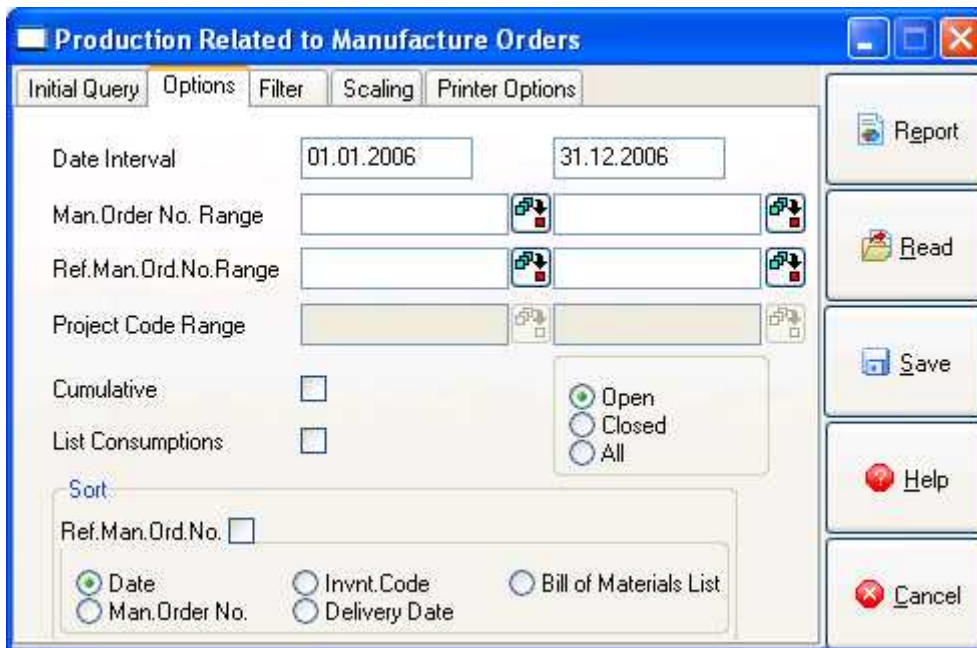 Production Related to Manufacture Orders
Initial Query Options Filter Scaling Printer Options
Date Interval 01.01.2006 31.12.2006
Man.Order No. Range
Ref.Man.Ord.No.Range
Project Code Range
Cumulative
List Consumptions
Open
Closed
All
Sort
Ref.Man.Ord.No.
Date Invnt.Code Bill of Materials List
Man.Order No. Delivery Date
Report
Read
Save
Help
Cancel